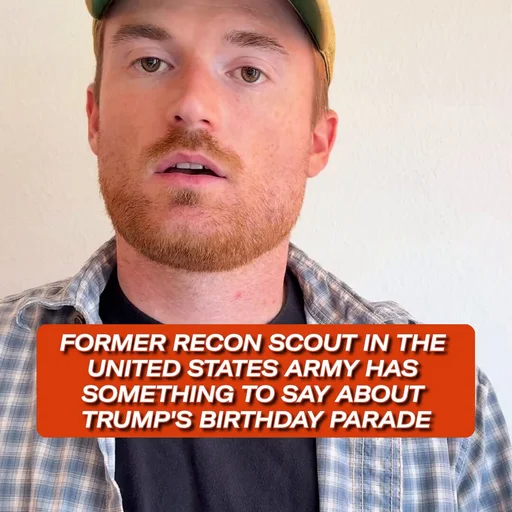 FORMER RECON SCOUT IN THE
UNITED STATES ARMY HAS
SOMETHING TO SAY ABOUT
TRUMP'S BIRTHDAY PARADE